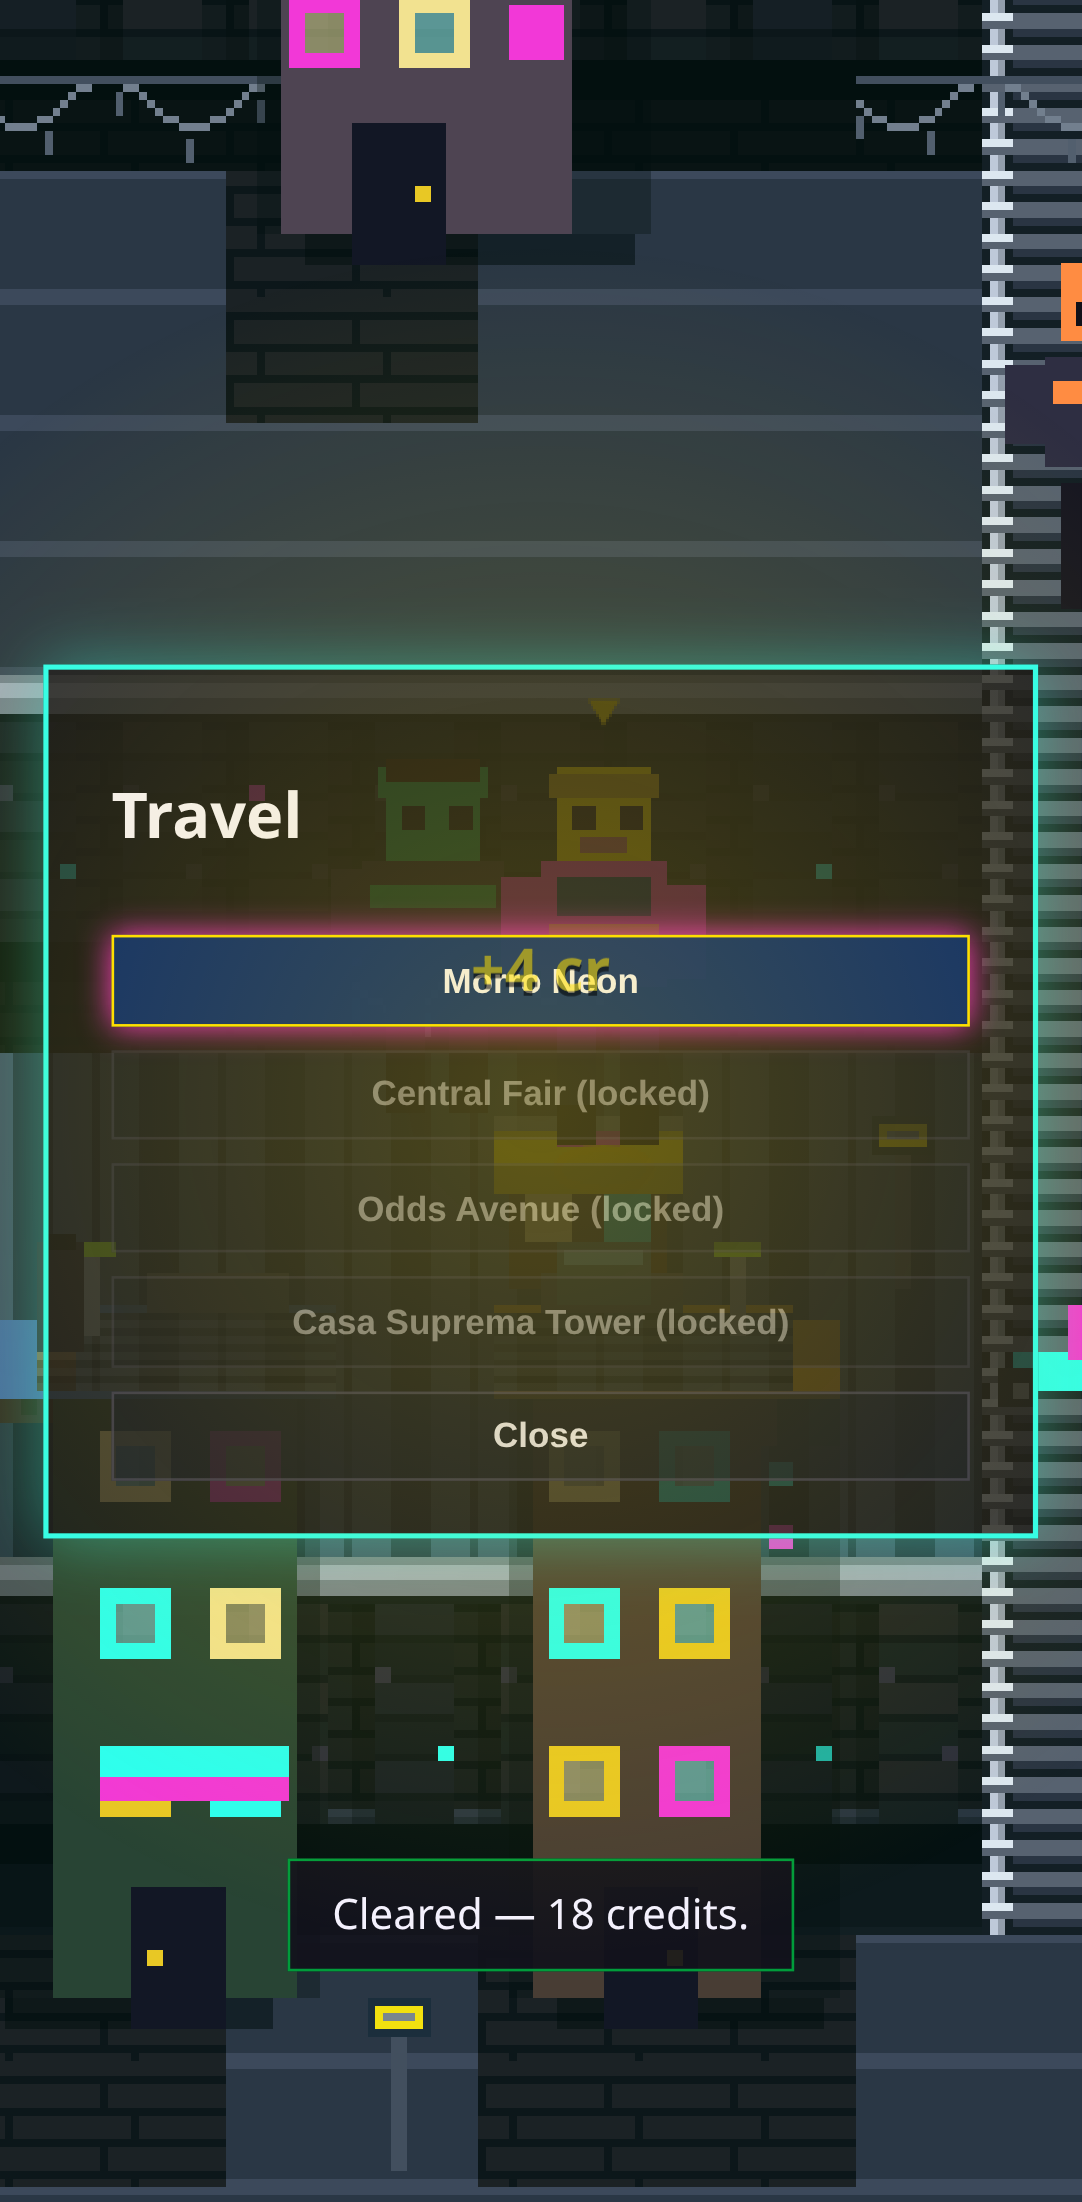 Travel
+4 cr
Morro Neon
Central Fair (locked)
Odds Avenue (locked)
Casa Suprema Tower (locked)
Close
Cleared — 18 credits.